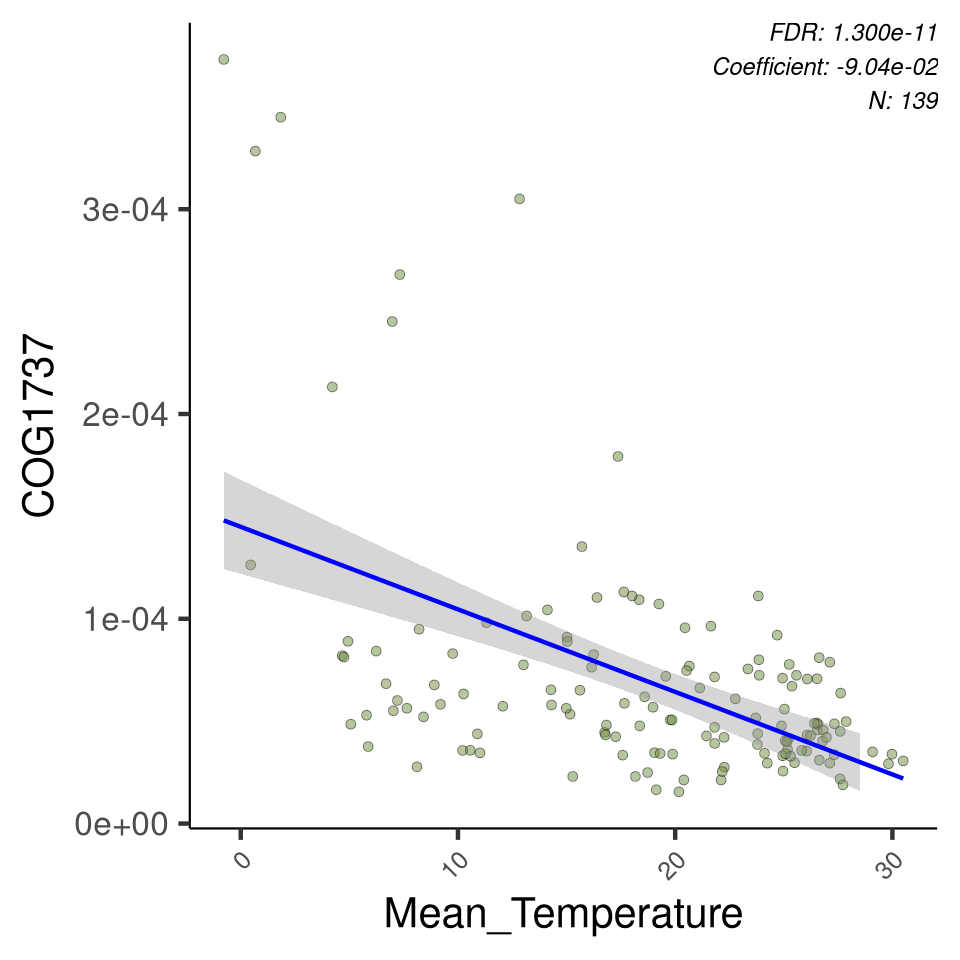 FDR: 1.300e-11
Coefficient: -9.04e-02
N: 139
COG1737
3e-04
2e-04
1e-04
0e+00
0
10
20
30
Mean_Temperature